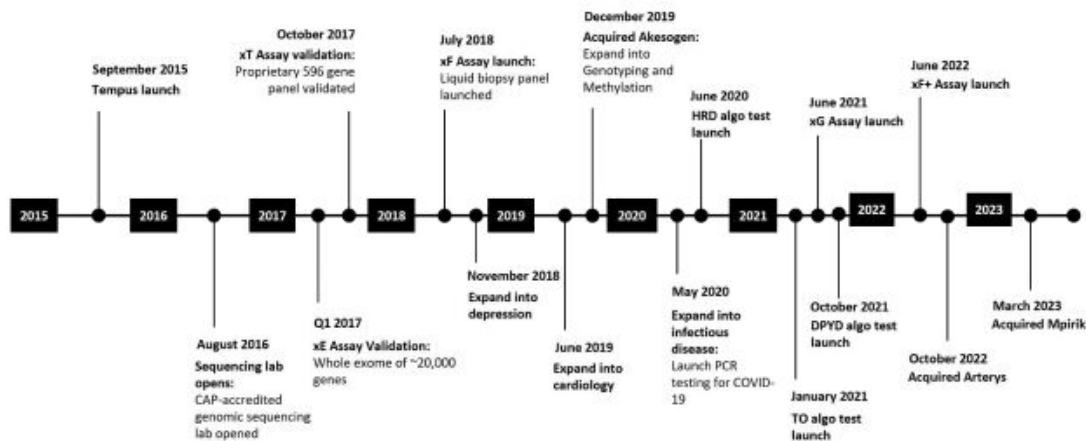 October 2017
xT Assay validation:
Proprietary 596 gene
panel validated
July 2018
xF Assay launch:
Liquid biopsy panel
launched
December 2019
Acquired Akesogen:
Expand into
Genotyping and
Methylation
September 2015
Tempus launch
June 2020
HRD algo test
launch
June 2021
xG Assay launch
June 2022
xF+ Assay launch
2015
2016
2017
2018
2019
2020
2021
2022
2023
August 2016
Sequencing lab
opens:
CAP-accredited
genomic sequencing
lab opened
Q1 2017
xE Assay Validation:
Whole exome of ~20,000
genes
November 2018
Expand into
depression
June 2019
Expand into
cardiology
May 2020
Expand into
infectious
disease:
Launch PCR
testing for COVID-
19
January 2021
TO algo test
launch
October 2021
DPYD algo test
launch
October 2022
Acquired Arterys
March 2023
Acquired Mpirik